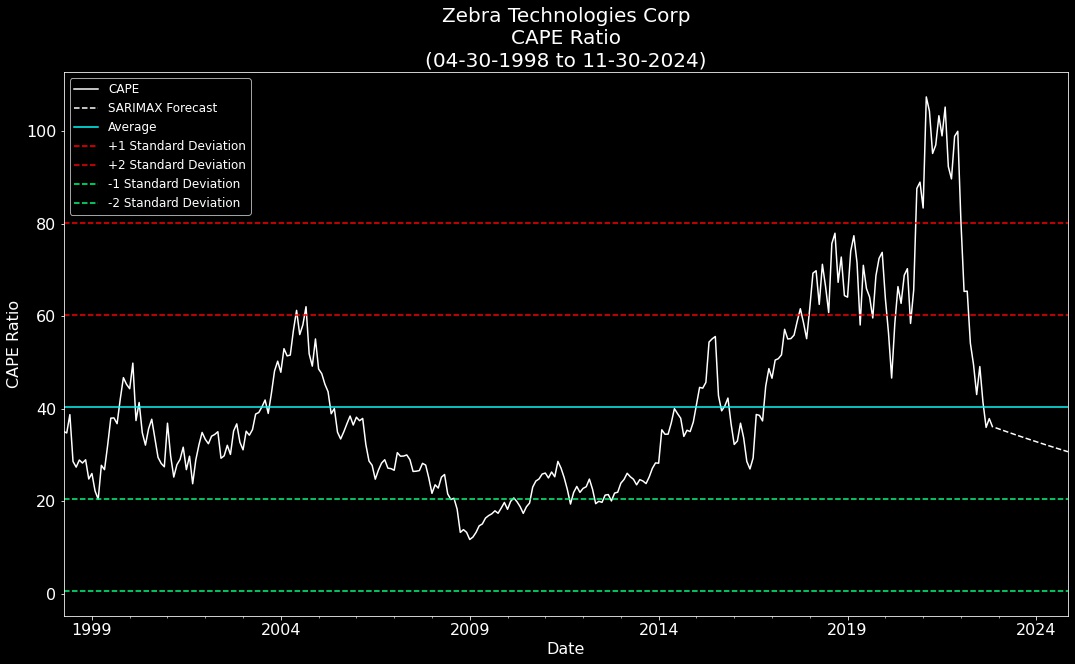 Zebra Technologies Corp
CAPE Ratio
(04-30-1998 to 11-30-2024)
CAPE
SARIMAX Forecast
Average
+1 Standard Deviation
+2 Standard Deviation
-1 Standard Deviation
-2 Standard Deviation
CAPE Ratio
100
80
60
40
20
0
1999 2004 2009 2014 2019 2024
Date